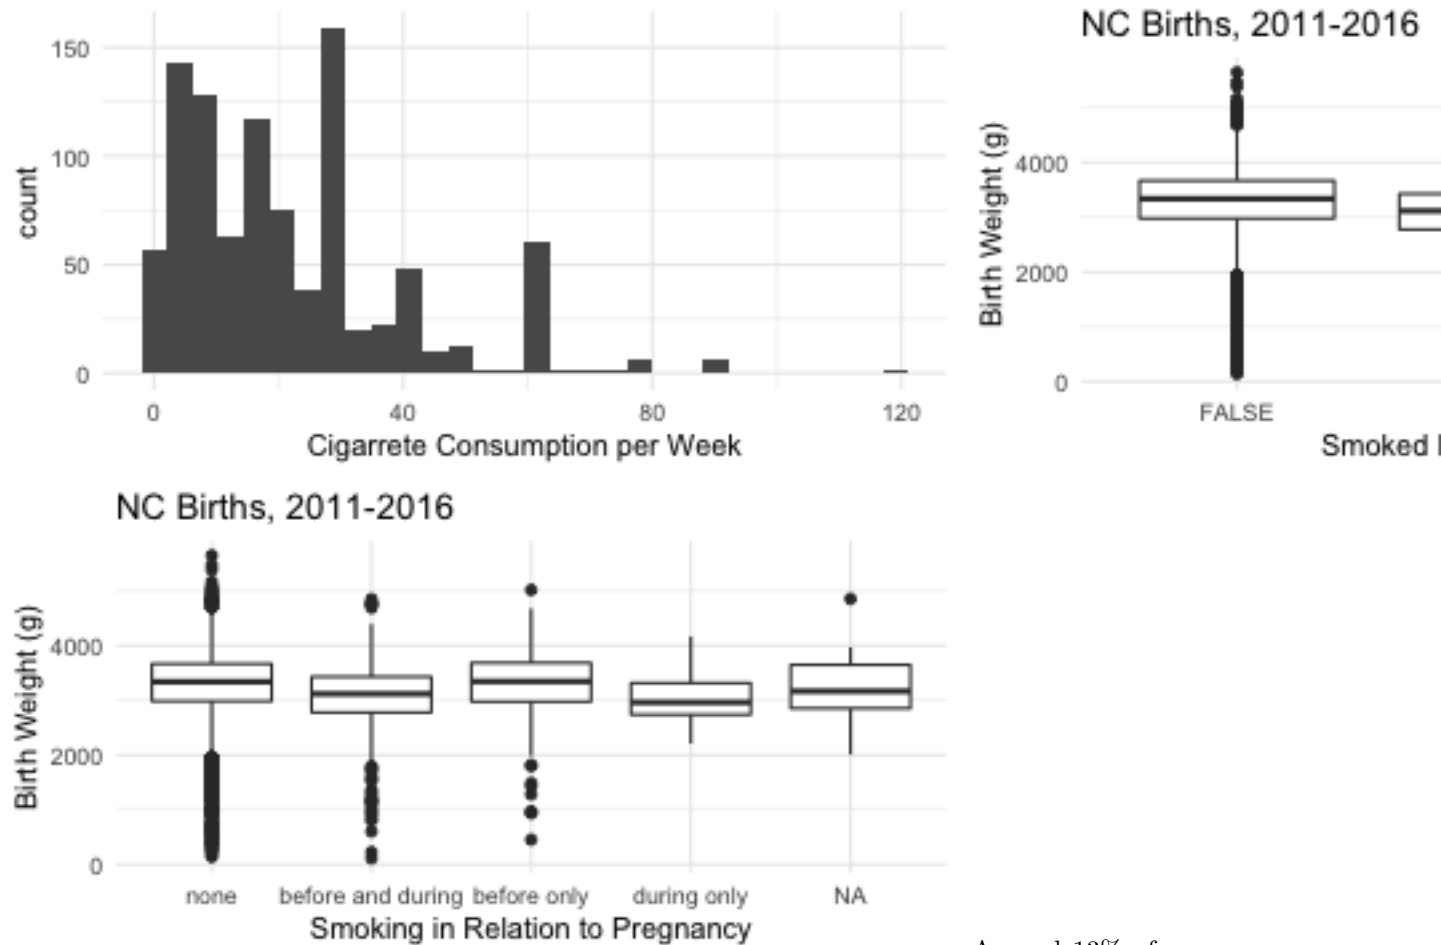 150
100
50
0
count
0 40 80 120
Cigarrete Consumption per Week
NC Births, 2011-2016
Birth Weight (g)
4000
2000
0
FALSE
Smoked
NC Births, 2011-2016
Birth Weight (g)
4000
2000
0
none before and during before only during only NA
Smoking in Relation to Pregnancy